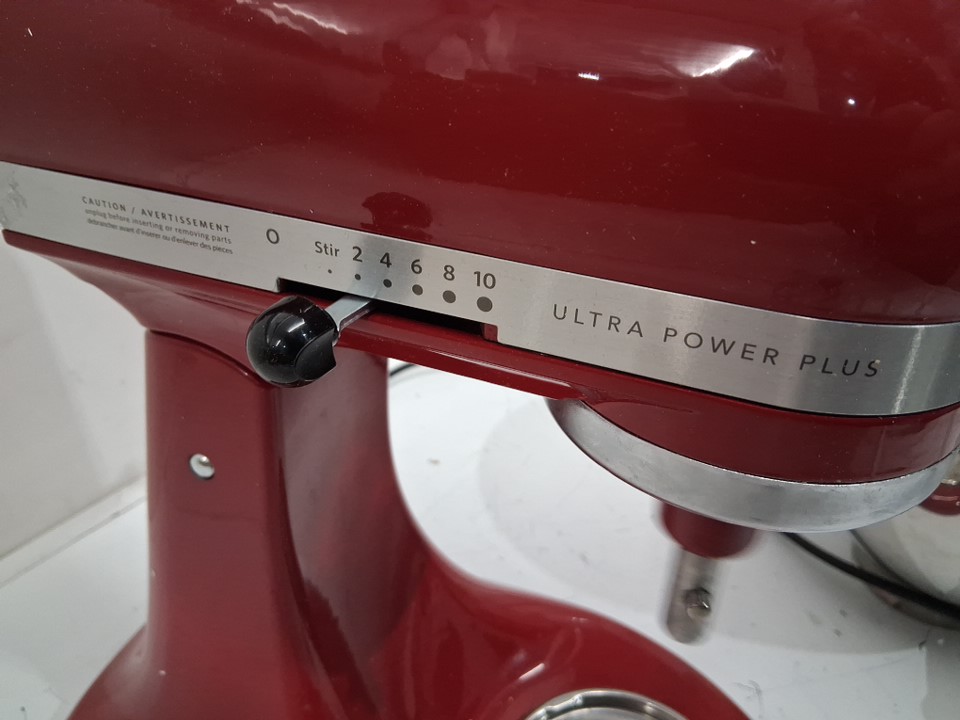 CAUTION / AVERTISSEMENT
unplug before inserting or removing parts
débrancher avant d'insérer ou d'enlever des pièces
O Stir 2 4 6 8 10
ULTRA POWER PLUS